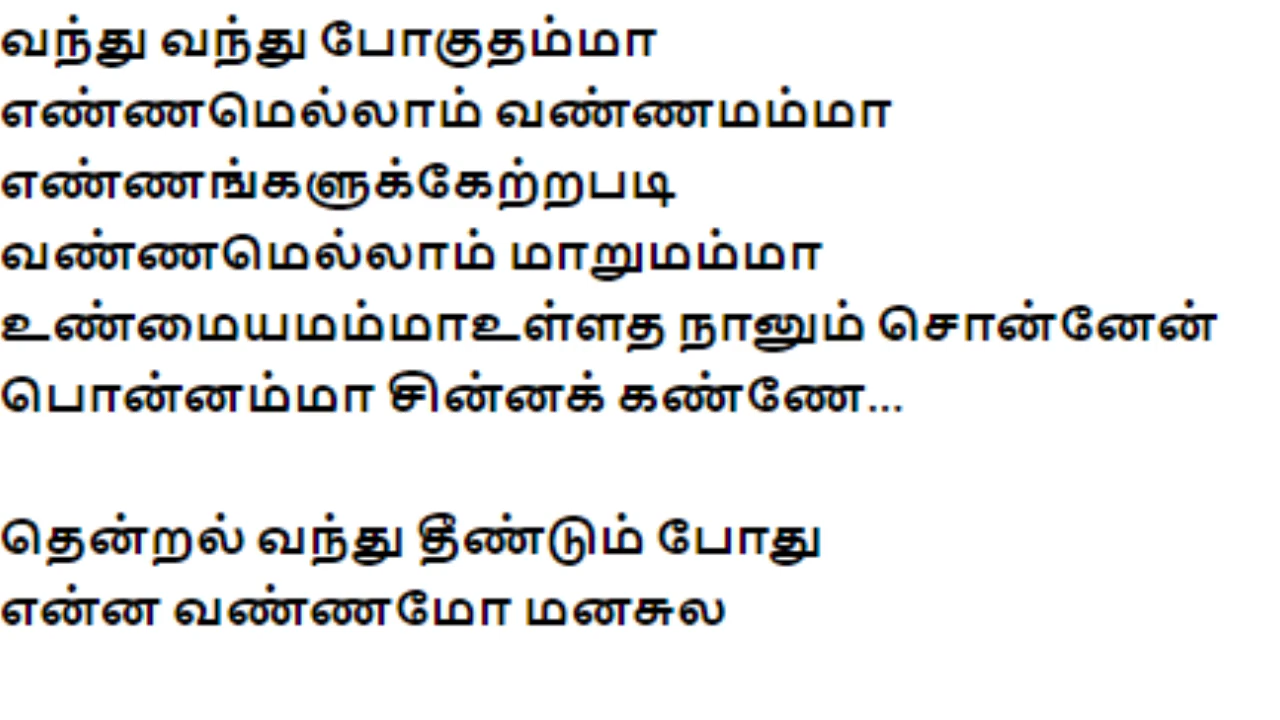 வந்து வந்து போகுதம்மா
எண்ணமெல்லாம் வண்ணமம்மா
எண்ணங்களுக்கேற்றபடி
வண்ணமெல்லாம் மாறுமம்மா
உண்மையமம்மாஉள்ளத நானும் சொன்னேன்
பொன்னம்மா சின்னக் கண்ணே...

தென்றல் வந்து தீண்டும் போது
என்ன வண்ணமோ மனசுல